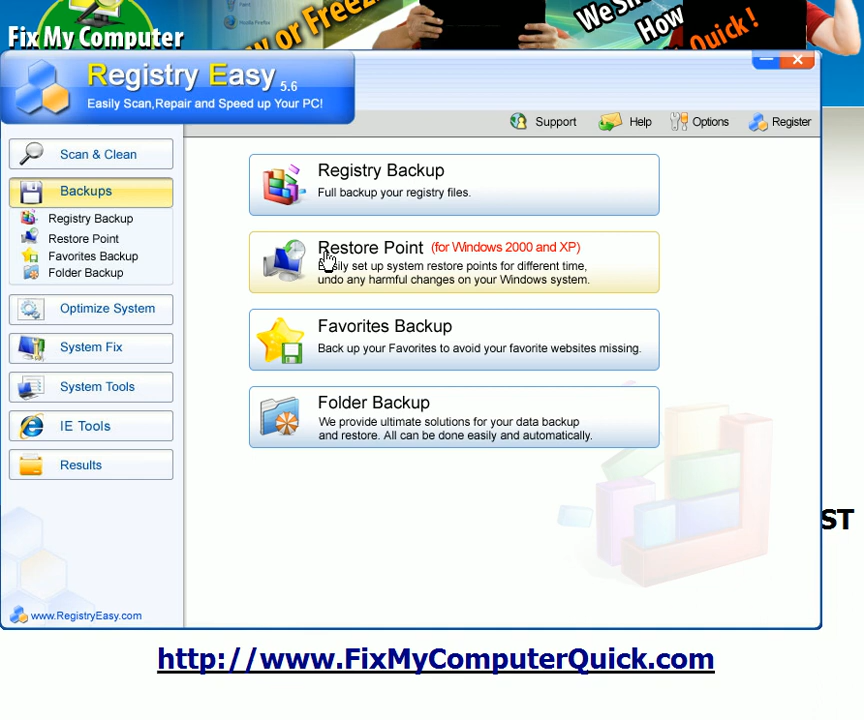 Fix My Computer
or Freez
We Sh
How
Quick!
Registry Easy 5.6
Easily Scan,Repair and Speed up Your PC!
Support
Help
Options
Register
Scan & Clean
Backups
Registry Backup
Restore Point
Favorites Backup
Folder Backup
Optimize System
System Fix
System Tools
IE Tools
Results
www.RegistryEasy.com
Registry Backup
Full backup your registry files.
Restore Point (for Windows 2000 and XP)
Easily set up system restore points for different time,
undo any harmful changes on your Windows system.
Favorites Backup
Back up your Favorites to avoid your favorite websites missing.
Folder Backup
We provide ultimate solutions for your data backup
and restore. All can be done easily and automatically.
ST
http://www.FixMyComputerQuick.com